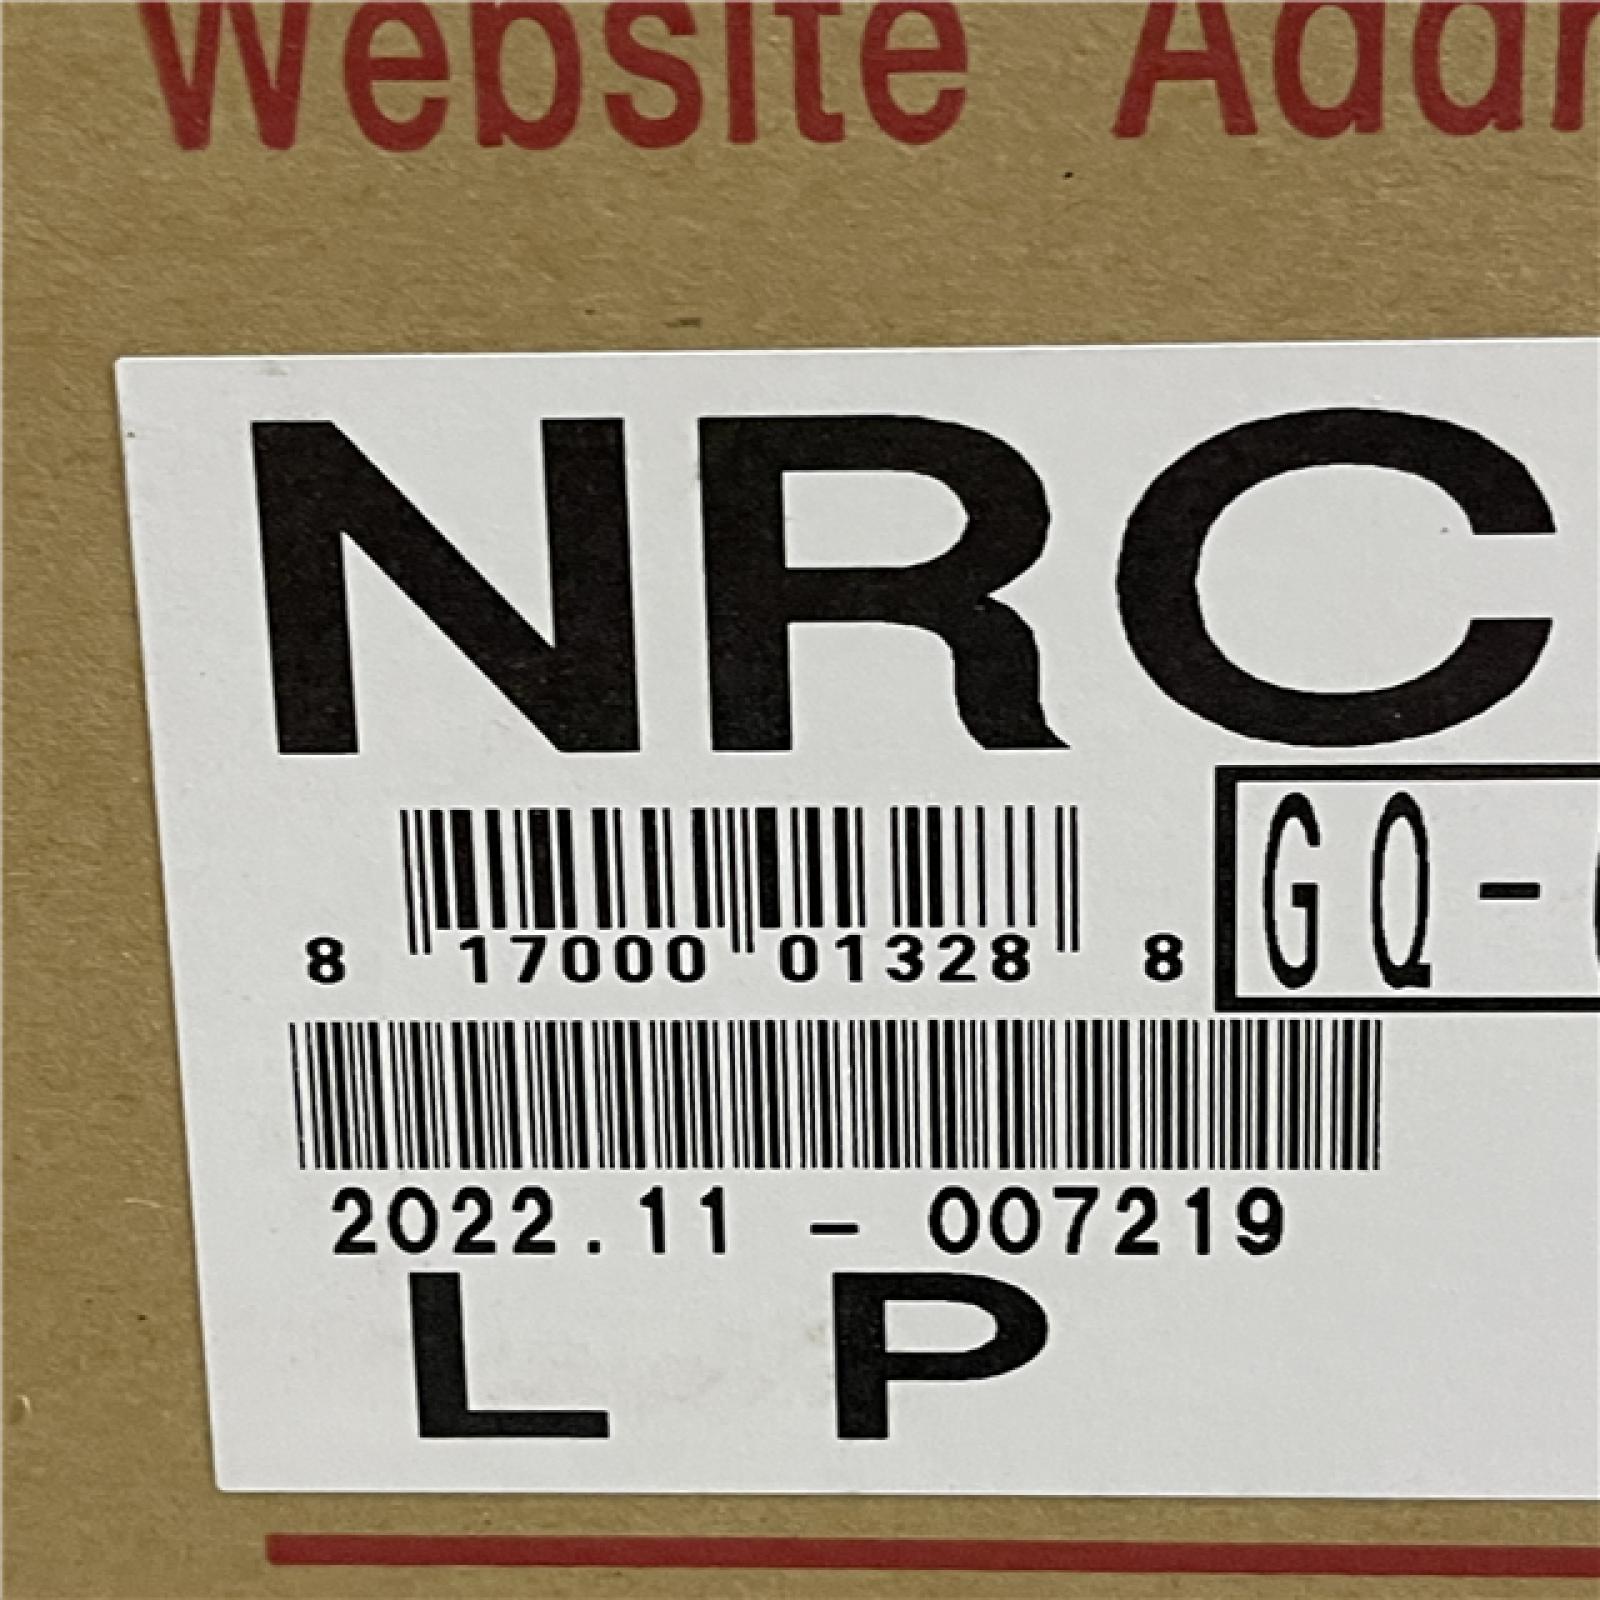 Website Addr
NRC
GQ-
8 17000 01328 8
2022.11 - 007219
L P